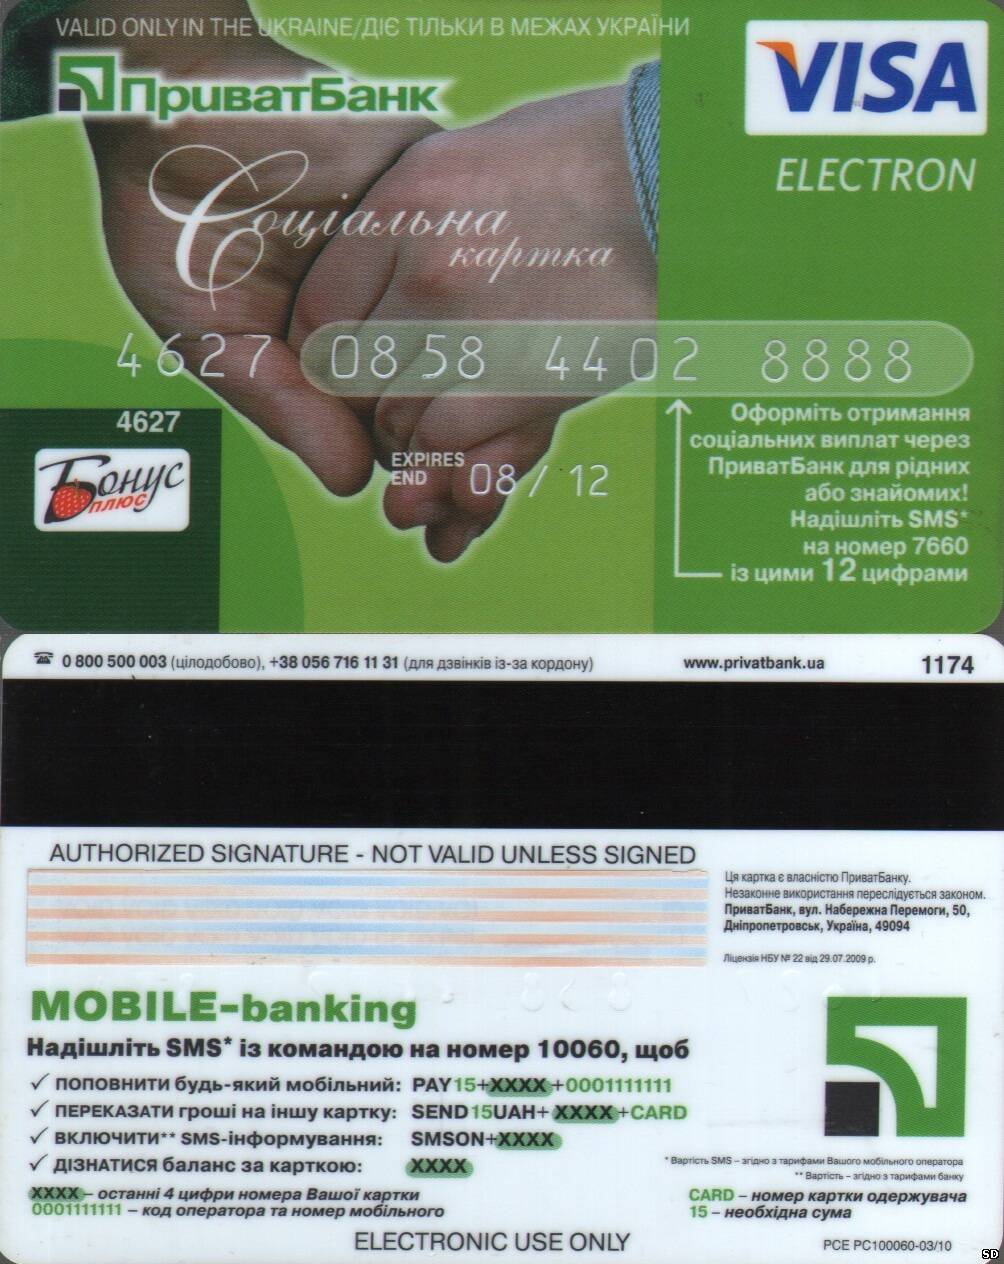 VALID ONLY IN THE UKRAINE/ДІЄ ТІЛЬКИ В МЕЖАХ УКРАЇНИ
ПриватБанк
VISA
ELECTRON
Соціальна
картка
4627 0858 4402 8888
4627
Бонус
плюс
EXPIRES
END
08/12
Оформіть отримання
соціальних виплат через
ПриватБанк для рідних
або знайомих!
Надішліть SMS*
на номер 7660
із цими 12 цифрами
☎ 0 800 500 003 (цілодобово), +38 056 716 11 31 (для дзвінків із-за кордону) www.privatbank.ua 1174
AUTHORIZED SIGNATURE - NOT VALID UNLESS SIGNED
Ця картка є власністю ПриватБанку.
Незаконне використання переслідується законом.
ПриватБанк, вул. Набережна Перемоги, 50,
Дніпропетровськ, Україна, 49094
Ліцензія НБУ № 22 від 29.07.2009 р.
MOBILE-banking
Надішліть SMS* із командою на номер 10060, щоб
✓ ПОПОВНИТИ будь-який мобільний: PAY15+XXXX+0001111111
✓ ПЕРЕКАЗАТИ гроші на іншу картку: SEND15UAH+XXXX+CARD
✓ ВКЛЮЧИТИ** SMS-інформування: SMSON+XXXX
✓ ДІЗНАТИСЯ баланс за карткою: XXXX
* Вартість SMS – згідно з тарифами Вашого мобільного оператора
** Вартість – згідно з тарифами банку
XXXX – останні 4 цифри номера Вашої картки
0001111111 – код оператора та номер мобільного
CARD – номер картки одержувача
15 – необхідна сума
ELECTRONIC USE ONLY
PCE PC100060-03/10
SD